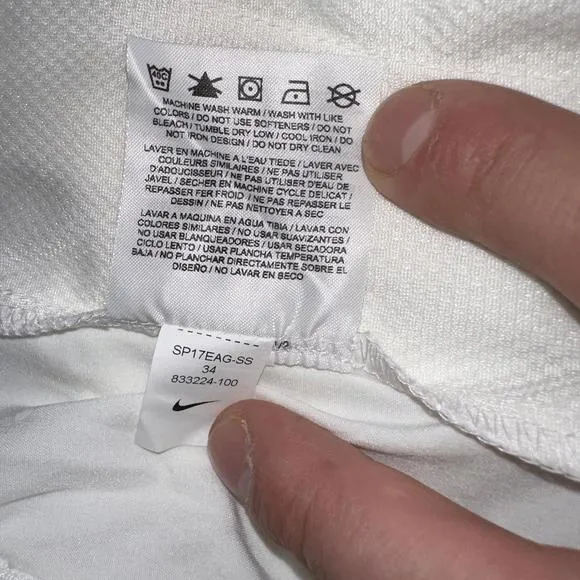 40C
MACHINE WASH WARM / WASH WITH LIKE
COLORS / DO NOT USE SOFTENERS / DO NOT
BLEACH / TUMBLE DRY LOW / COOL IRON / DO
NOT IRON DESIGN / DO NOT DRY CLEAN
LAVER EN MACHINE A L'EAU TIEDE / LAVER AVEC
COULEURS SIMILAIRES / NE PAS UTILISER
D'ADOUCISSEUR / NE PAS UTILISER D'EAU DE
JAVEL / SECHER EN MACHINE CYCLE DELICAT /
REPASSER FER FROID / NE PAS REPASSER LE
DESSIN / NE PAS NETTOYER A SEC
LAVAR A MAQUINA EN AGUA TIBIA / LAVAR CON
COLORES SIMILARES / NO USAR SUAVIZANTES /
NO USAR BLANQUEADORES / USAR SECADORA
CICLO LENTO / USAR PLANCHA TEMPERATURA
BAJA / NO PLANCHAR DIRECTAMENTE SOBRE EL
DISEÑO / NO LAVAR EN SECO
1/2
SP17EAG-SS
34
833224-100